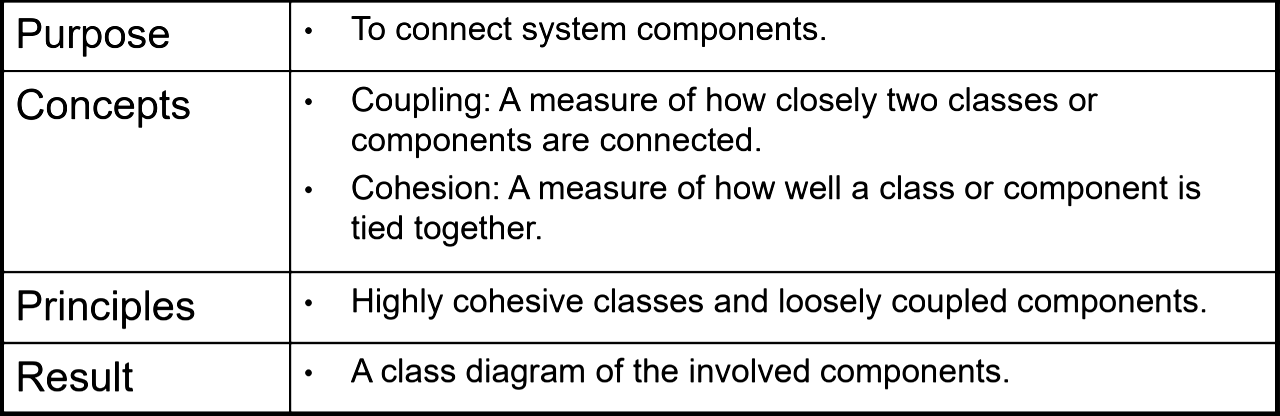 Purpose
• To connect system components.
Concepts
• Coupling: A measure of how closely two classes or
components are connected.
• Cohesion: A measure of how well a class or component is
tied together.
Principles
• Highly cohesive classes and loosely coupled components.
Result
• A class diagram of the involved components.